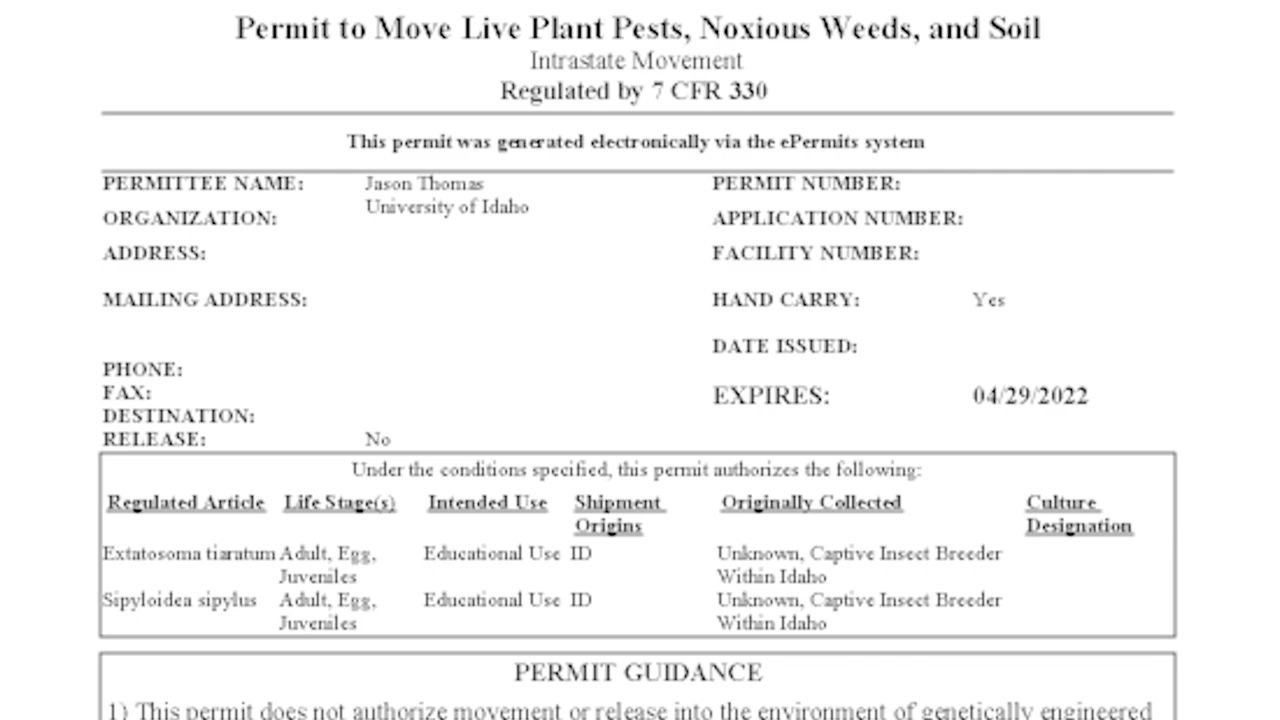 Permit to Move Live Plant Pests, Noxious Weeds, and Soil
Intrastate Movement
Regulated by 7 CFR 330
This permit was generated electronically via the ePermits system
PERMITTEE NAME: Jason Thomas PERMIT NUMBER:
University of Idaho
ORGANIZATION: APPLICATION NUMBER:
ADDRESS: FACILITY NUMBER:
MAILING ADDRESS: HAND CARRY: Yes
DATE ISSUED:
PHONE:
FAX: EXPIRES: 04/29/2022
DESTINATION:
RELEASE: No
Under the conditions specified, this permit authorizes the following:
Regulated Article Life Stage(s) Intended Use Shipment Originally Collected Culture
Origins Designation
Extatosoma tiaratum Adult, Egg, Educational Use ID Unknown, Captive Insect Breeder
Juveniles Within Idaho
Sipyloidea sipylus Adult, Egg, Educational Use ID Unknown, Captive Insect Breeder
Juveniles Within Idaho
PERMIT GUIDANCE
1) This permit does not authorize movement or release into the environment of genetically engineered